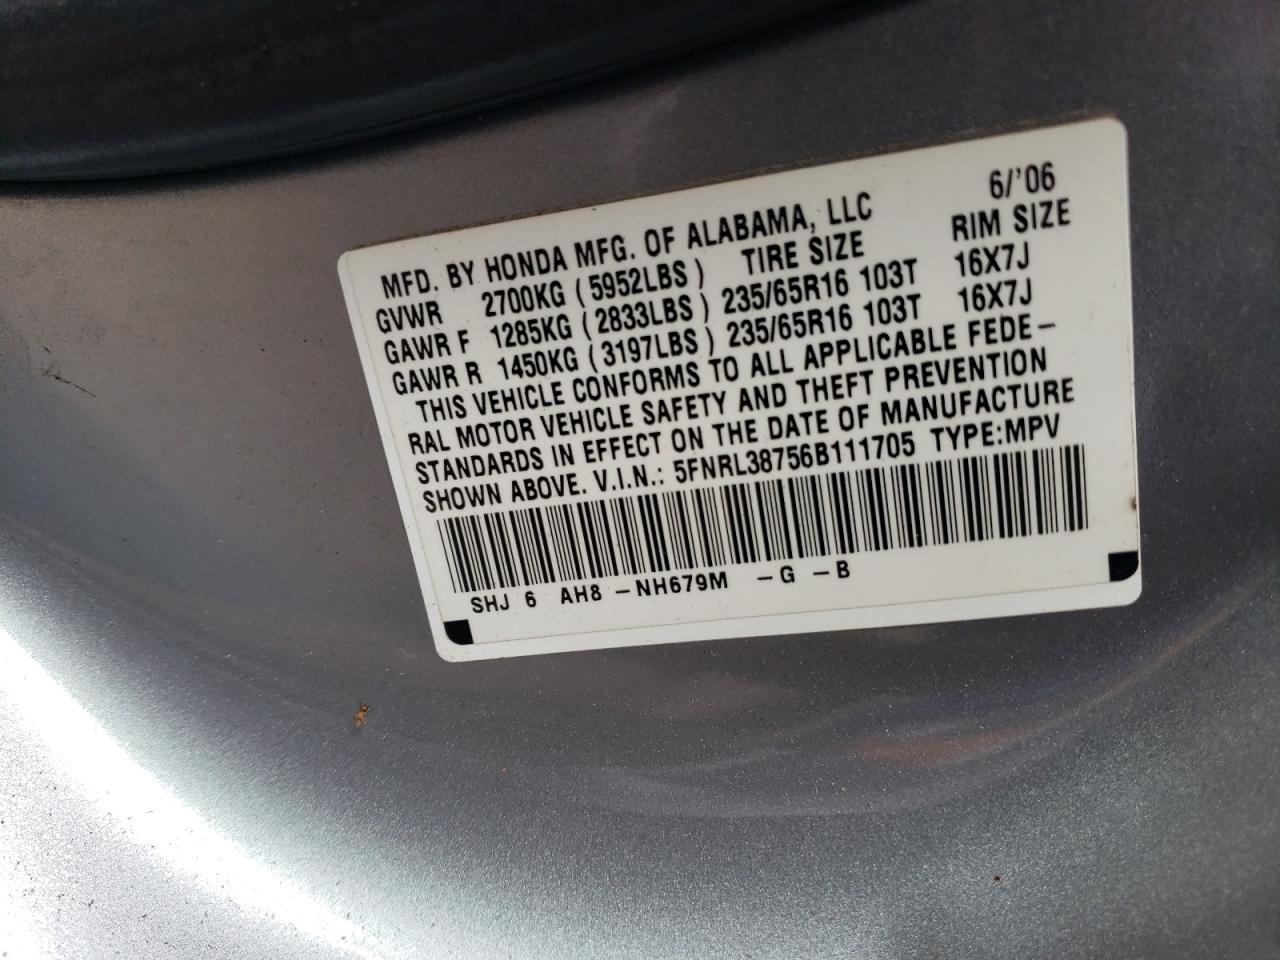 MFD. BY HONDA MFG. OF ALABAMA, LLC 6/'06
GVWR 2700KG ( 5952LBS ) TIRE SIZE RIM SIZE
GAWR F 1285KG ( 2833LBS ) 235/65R16 103T 16X7J
GAWR R 1450KG ( 3197LBS ) 235/65R16 103T 16X7J
THIS VEHICLE CONFORMS TO ALL APPLICABLE FEDE-
RAL MOTOR VEHICLE SAFETY AND THEFT PREVENTION
STANDARDS IN EFFECT ON THE DATE OF MANUFACTURE
SHOWN ABOVE. V.I.N.: 5FNRL38756B111705 TYPE:MPV
SHJ 6 AH8 -NH679M -G -B